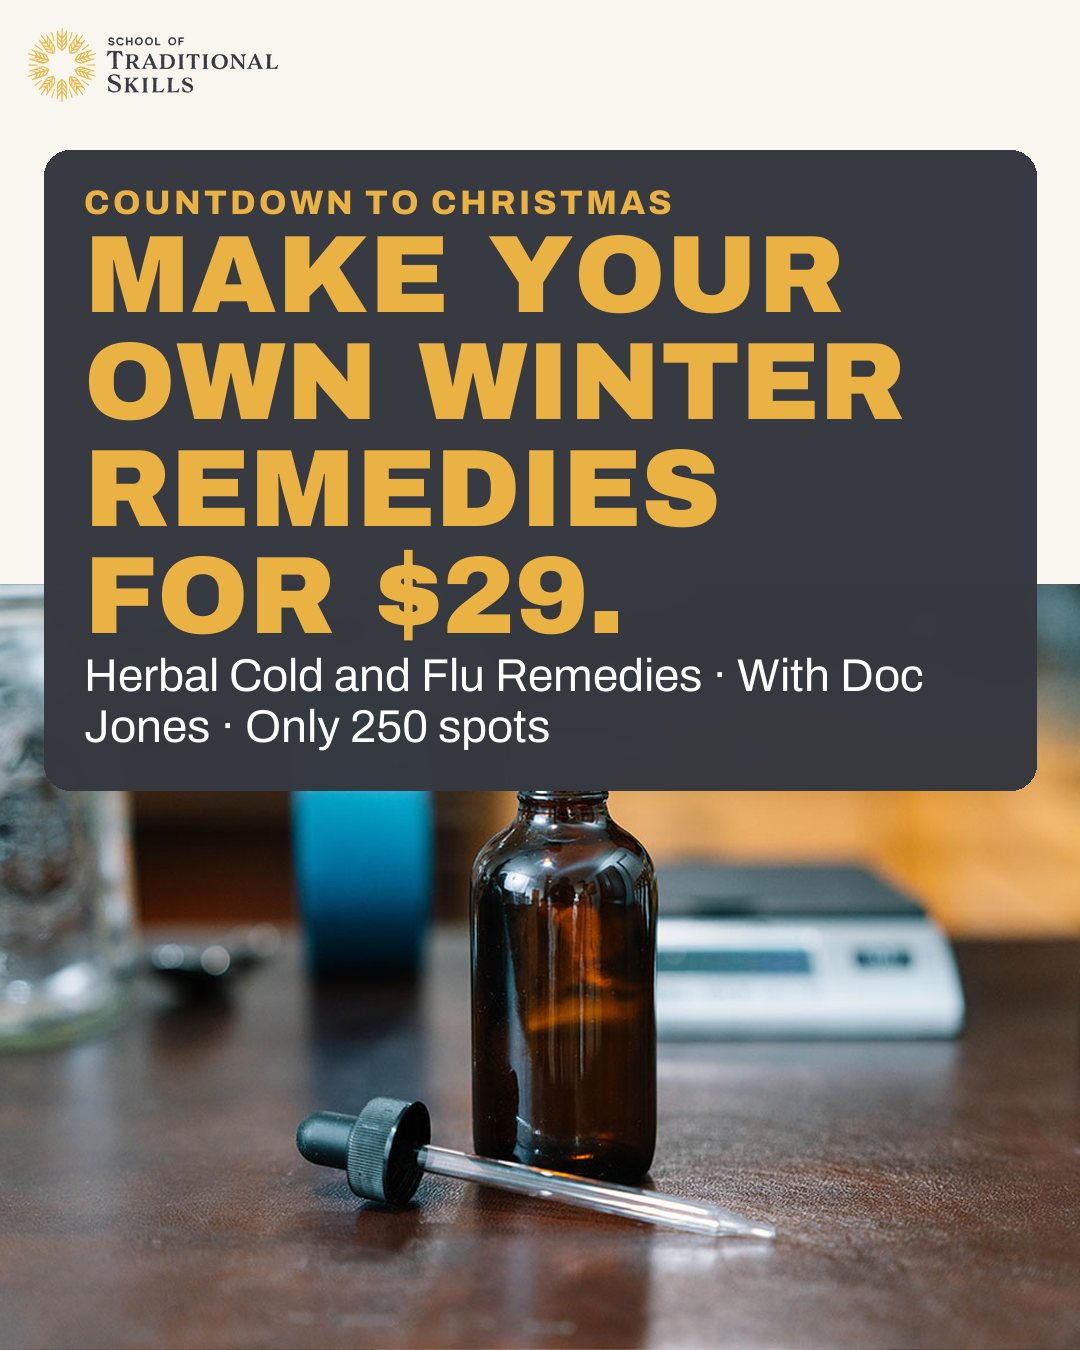 SCHOOL OF
TRADITIONAL
SKILLS
COUNTDOWN TO CHRISTMAS
MAKE YOUR
OWN WINTER
REMEDIES
FOR $29.
Herbal Cold and Flu Remedies · With Doc
Jones · Only 250 spots